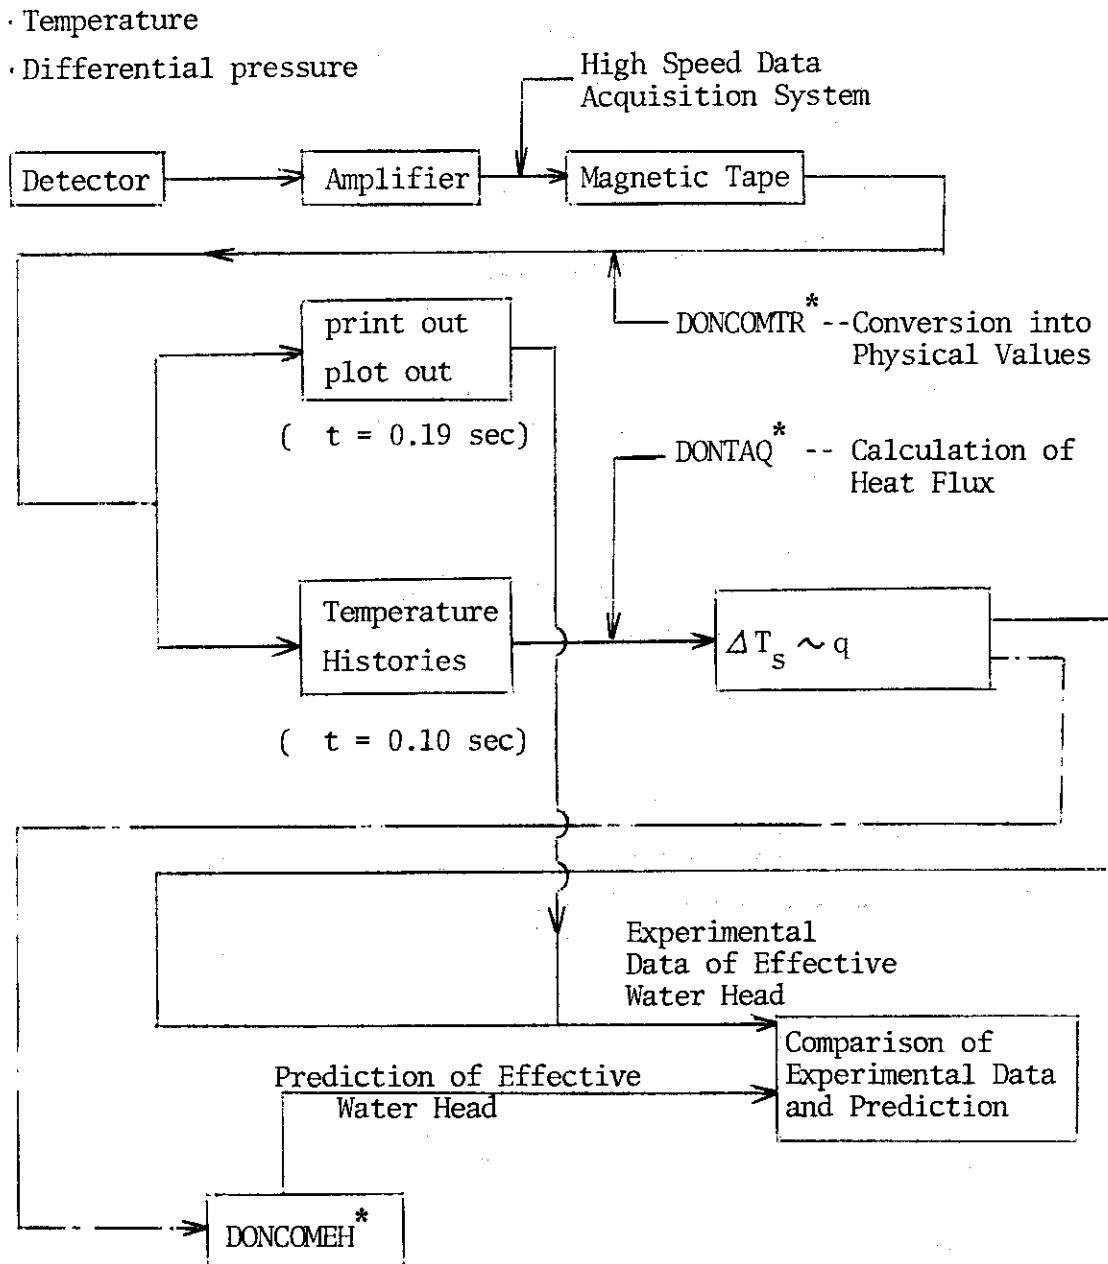 · Temperature
· Differential pressure
High Speed Data
Acquisition System
Detector
Amplifier
Magnetic Tape
print out
plot out
( t = 0.19 sec)
DONCOMTR* --Conversion into
Physical Values
DONTAQ* -- Calculation of
Heat Flux
Temperature
Histories
( t = 0.10 sec)
ΔTs ~ q
Experimental
Data of Effective
Water Head
Prediction of Effective
Water Head
Comparison of
Experimental Data
and Prediction
DONCOMEH*